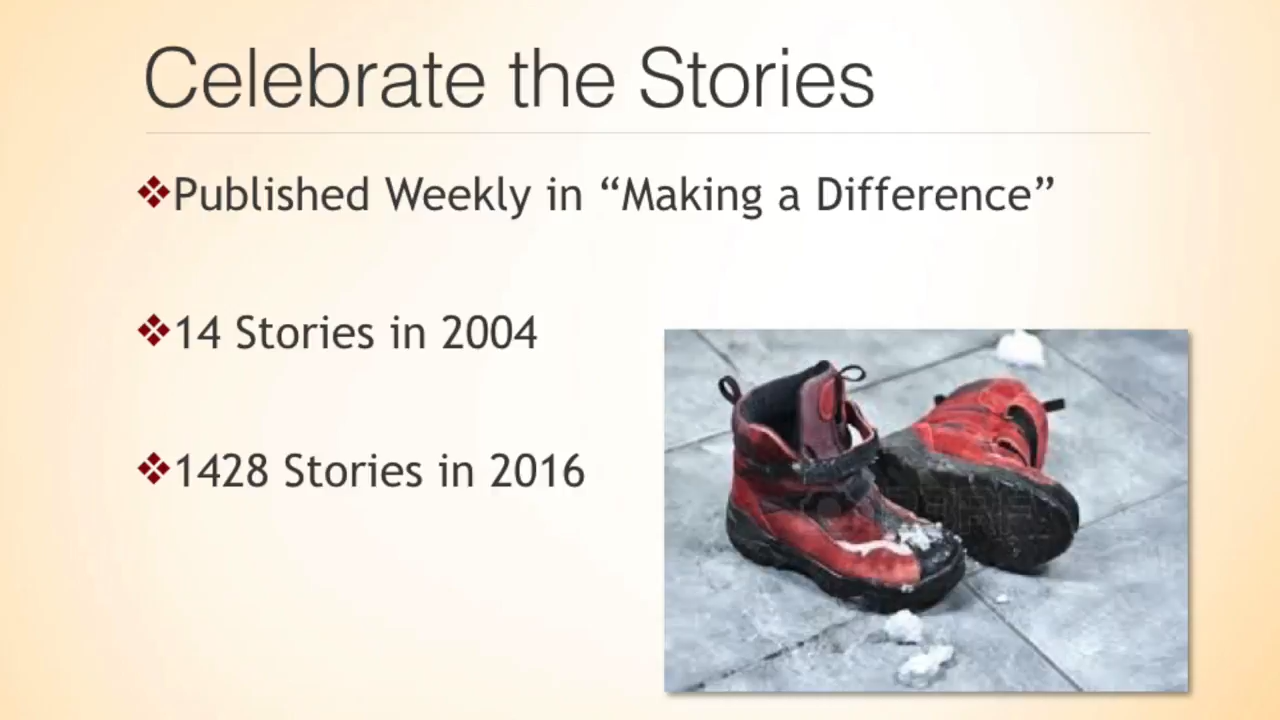 Celebrate the Stories
❖Published Weekly in “Making a Difference”
❖14 Stories in 2004
❖1428 Stories in 2016